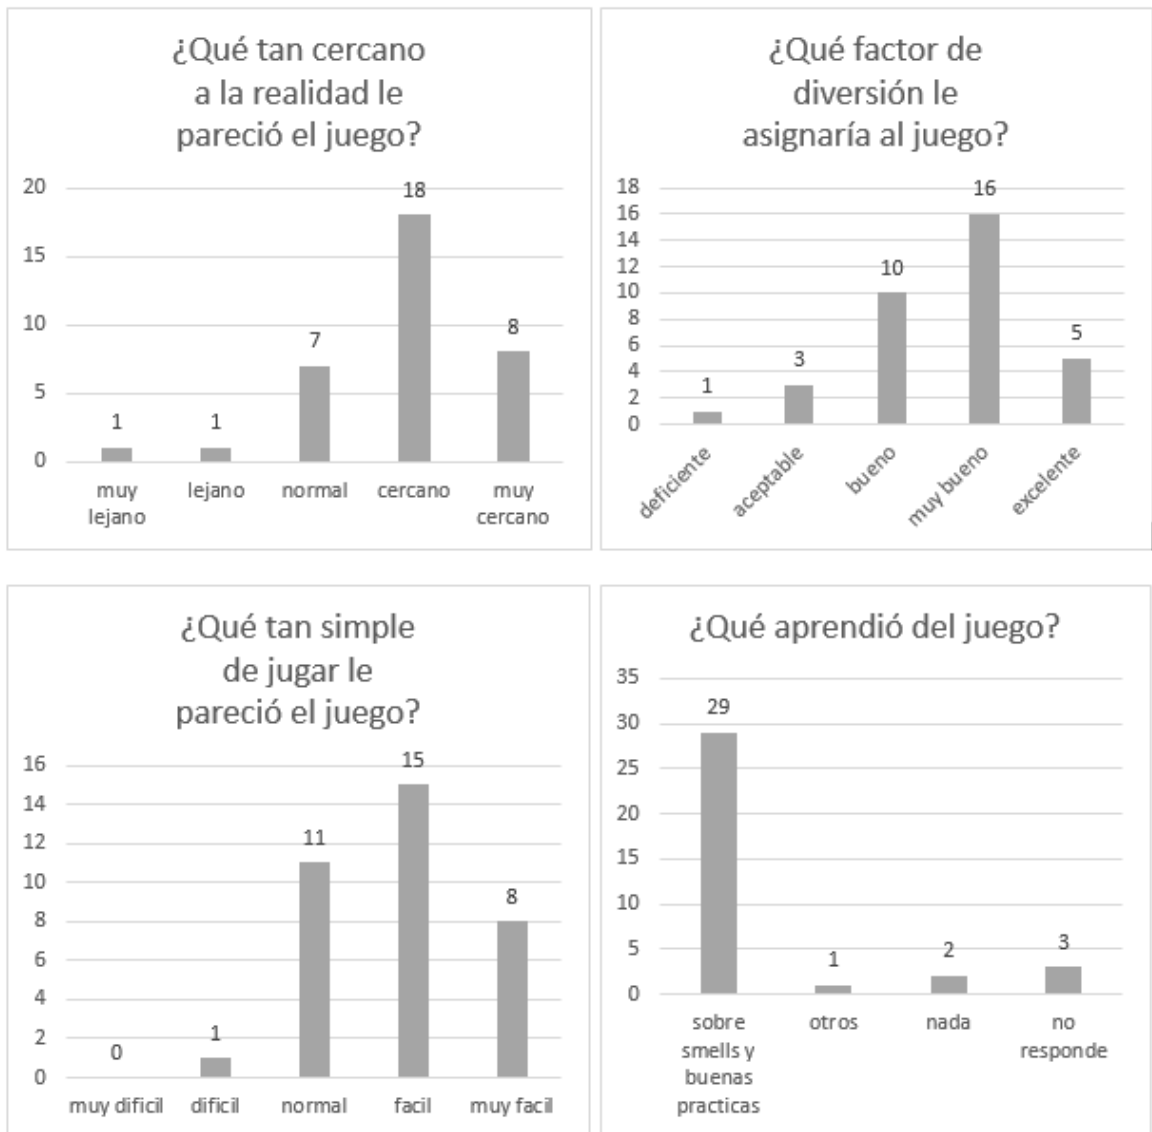 ¿Qué tan cercano
a la realidad le
pareció el juego?
20
15
10
5
0
1
1
7
18
8
muy
lejano
lejano
normal
cercano
muy
cercano
¿Qué factor de
diversión le
asignaría al juego?
18
16
14
12
10
8
6
4
2
0
1
3
10
16
5
deficiente
aceptable
bueno
muy bueno
excelente
¿Qué tan simple
de jugar le
pareció el juego?
16
14
12
10
8
6
4
2
0
0
1
11
15
8
muy dificil
dificil
normal
facil
muy facil
¿Qué aprendió del juego?
35
30
25
20
15
10
5
0
29
1
2
3
sobre
smells y
buenas
practicas
otros
nada
no
responde